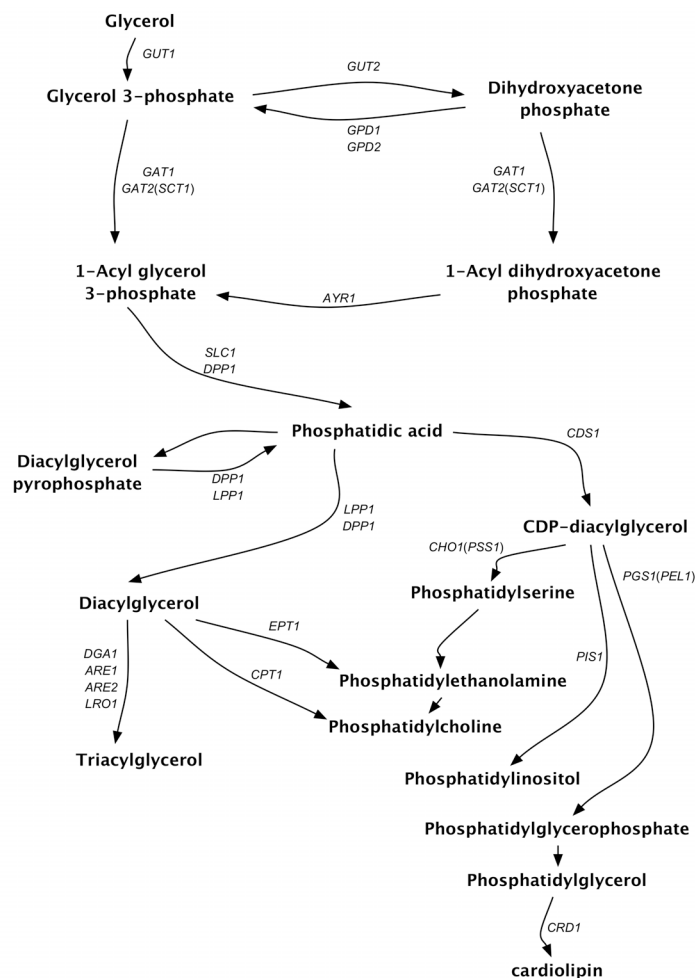 Glycerol
GUT1
Glycerol 3-phosphate
GUT2
Dihydroxyacetone
phosphate
GPD1
GPD2
GAT1
GAT2(SCT1)
GAT1
GAT2(SCT1)
1-Acyl glycerol
3-phosphate
AYR1
1-Acyl dihydroxyacetone
phosphate
SLC1
DPP1
Phosphatidic acid
CDS1
Diacylglycerol
pyrophosphate
DPP1
LPP1
LPP1
DPP1
CDP-diacylglycerol
CHO1(PSS1)
PGS1(PEL1)
Phosphatidylserine
Diacylglycerol
EPT1
DGA1
ARE1
ARE2
LRO1
CPT1
PIS1
Phosphatidylethanolamine
Phosphatidylcholine
Triacylglycerol
Phosphatidylinositol
Phosphatidylglycerophosphate
Phosphatidylglycerol
CRD1
cardiolipin